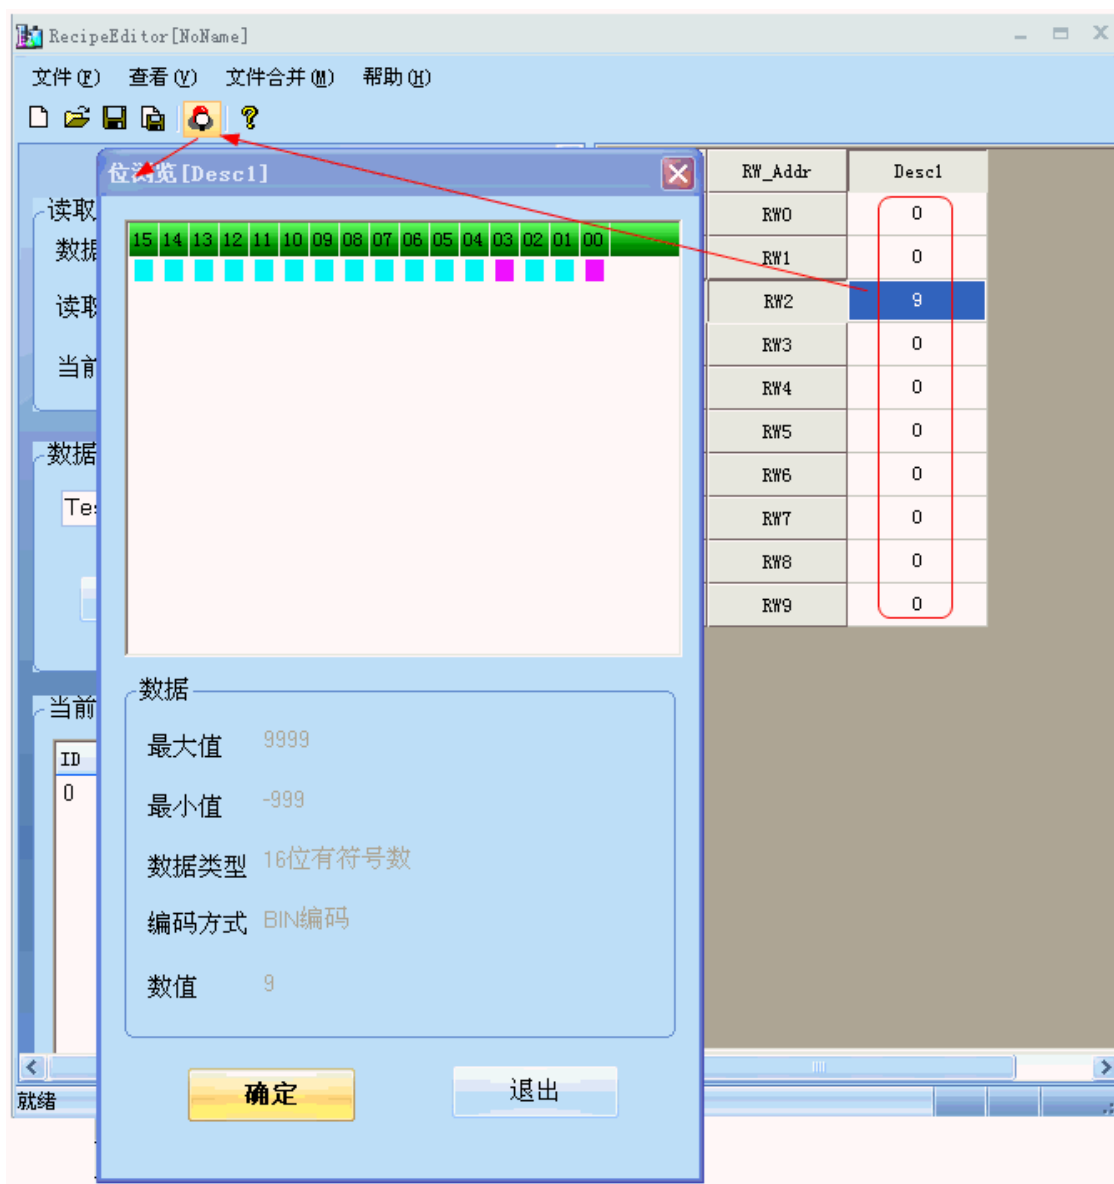 RecipeEditor[NoName]
文件(F) 查看(V) 文件合并(M) 帮助(H)
位浏览[Desc1]
RW_Addr Desc1
读取
数据
读取
当前
15 14 13 12 11 10 09 08 07 06 05 04 03 02 01 00
RW0 0
RW1 0
RW2 9
RW3 0
RW4 0
RW5 0
RW6 0
RW7 0
RW8 0
RW9 0
数据
Tes
当前
ID
0
数据
最大值 9999
最小值 -999
数据类型 16位有符号数
编码方式 BIN编码
数值 9
确定 退出
就绪